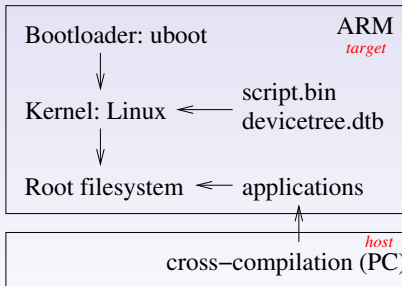 Bootloader: uboot
ARM
target
Kernel: Linux
script.bin
devicetree.dtb
Root filesystem
applications
host
cross−compilation (PC)